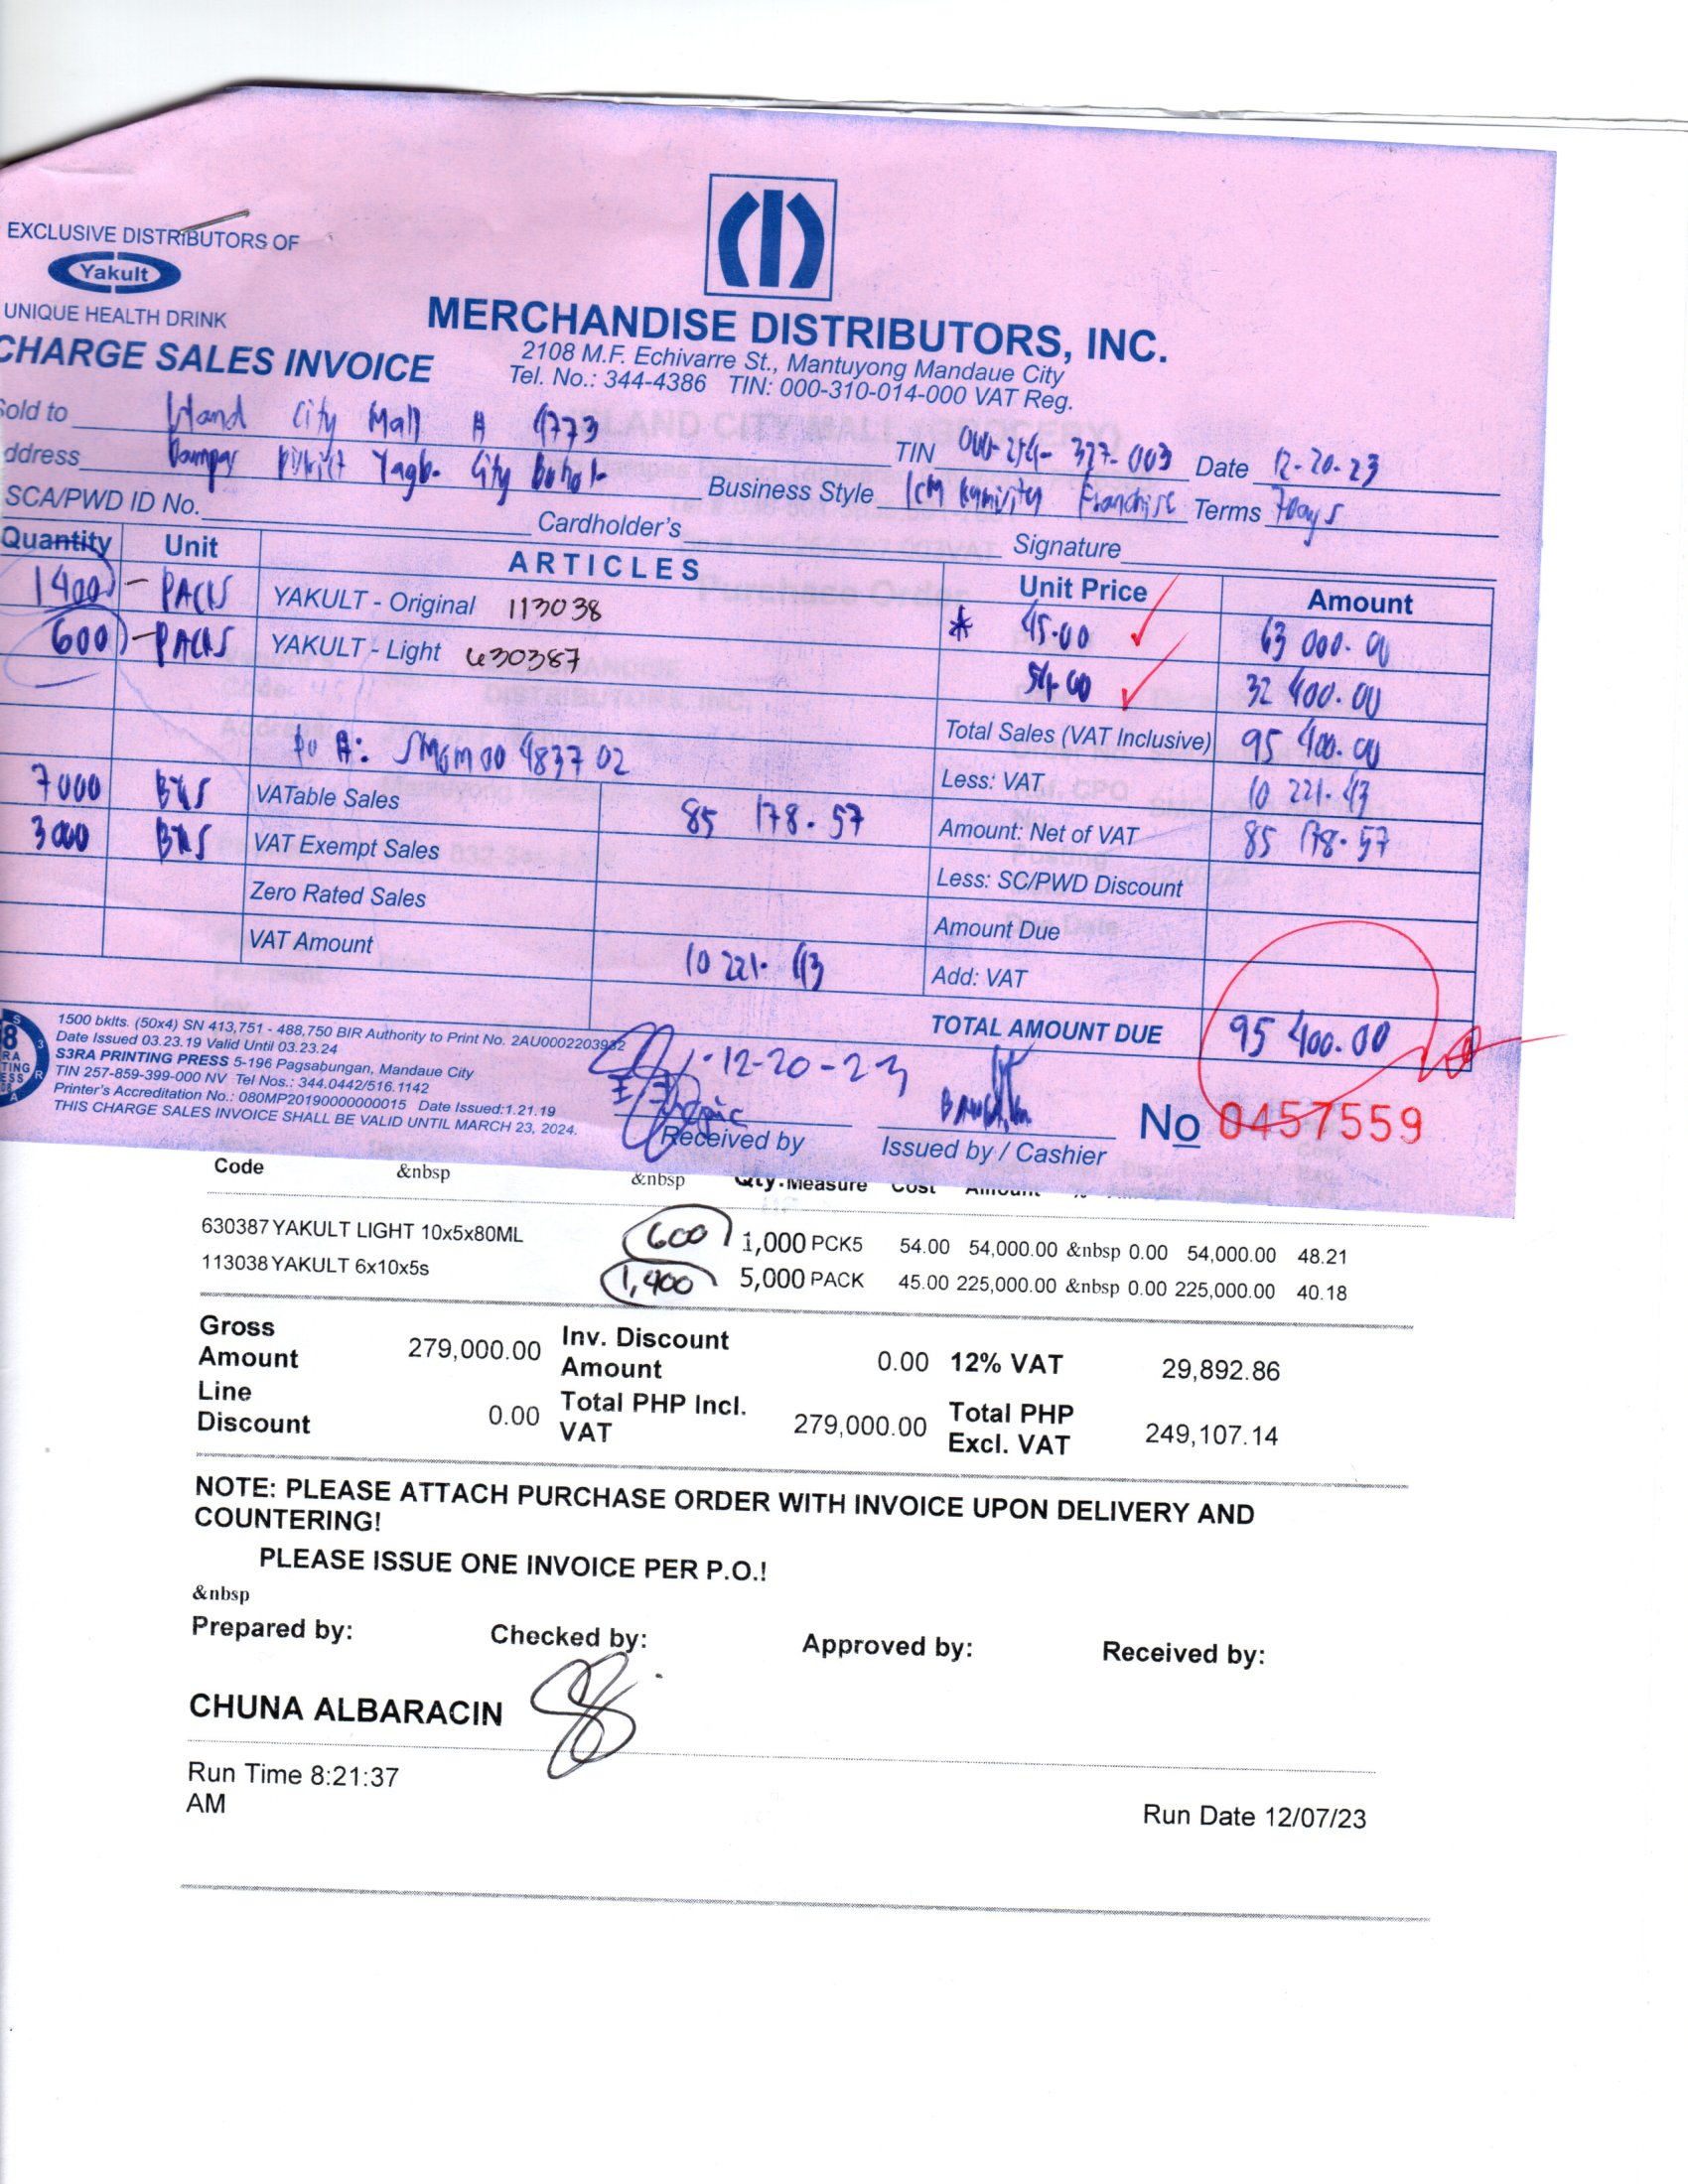 EXCLUSIVE DISTRIBUTORS OF
Yakult
UNIQUE HEALTH DRINK
CHARGE SALES INVOICE
MERCHANDISE DISTRIBUTORS, INC.
2108 M.F. Echivarre St., Mantuyong Mandaue City
Tel. No.: 344-4386 TIN: 000-310-014-000 VAT Reg.
Sold to Island City Mall # 4773
ddress Dampas District Tagb. City Bohol
TIN 254-327-003 Date 12-20-23
SCA/PWD ID No. Cardholder's Signature
Business Style ICM Franchise Terms 7days
Quantity Unit ARTICLES Unit Price Amount
1400 - PACKS YAKULT - Original 113038 * 45.00 63 000.00
600 - PACKS YAKULT - Light 630387 54.00 32 400.00
Total Sales (VAT Inclusive) 95 400.00
Po #: SMGM00483702 Less: VAT 10 221.43
7000 BTLS VATable Sales 85 178.57 Amount: Net of VAT 85 178.57
3000 BTLS VAT Exempt Sales Less: SC/PWD Discount
Zero Rated Sales Amount Due
VAT Amount 10 221.43 Add: VAT
TOTAL AMOUNT DUE 95 400.00
1500 bklts. (50x4) SN 413,751 - 488,750 BIR Authority to Print No. 2AU0002203932
Date Issued 03.23.19 Valid Until 03.23.24
S3RA PRINTING PRESS 5-196 Pagsabungan, Mandaue City
TIN 257-859-399-000 NV Tel Nos.: 344.0442/516.1142
Printer's Accreditation No.: 080MP20190000000015 Date Issued:1.21.19
THIS CHARGE SALES INVOICE SHALL BE VALID UNTIL MARCH 23, 2024.
12-20-23
Received by Issued by / Cashier No 0457559
Code &nbsp &nbsp Qty. Measure Cost Amount %
630387 YAKULT LIGHT 10x5x80ML 600 1,000 PCK5 54.00 54,000.00 &nbsp 0.00 54,000.00 48.21
113038 YAKULT 6x10x5s 1,400 5,000 PACK 45.00 225,000.00 &nbsp 0.00 225,000.00 40.18
Gross Amount 279,000.00 Inv. Discount Amount 0.00 12% VAT 29,892.86
Line Discount 0.00 Total PHP Incl. VAT 279,000.00 Total PHP Excl. VAT 249,107.14
NOTE: PLEASE ATTACH PURCHASE ORDER WITH INVOICE UPON DELIVERY AND
COUNTERING!
PLEASE ISSUE ONE INVOICE PER P.O.!
&nbsp
Prepared by: Checked by: Approved by: Received by:
CHUNA ALBARACIN
Run Time 8:21:37
AM
Run Date 12/07/23